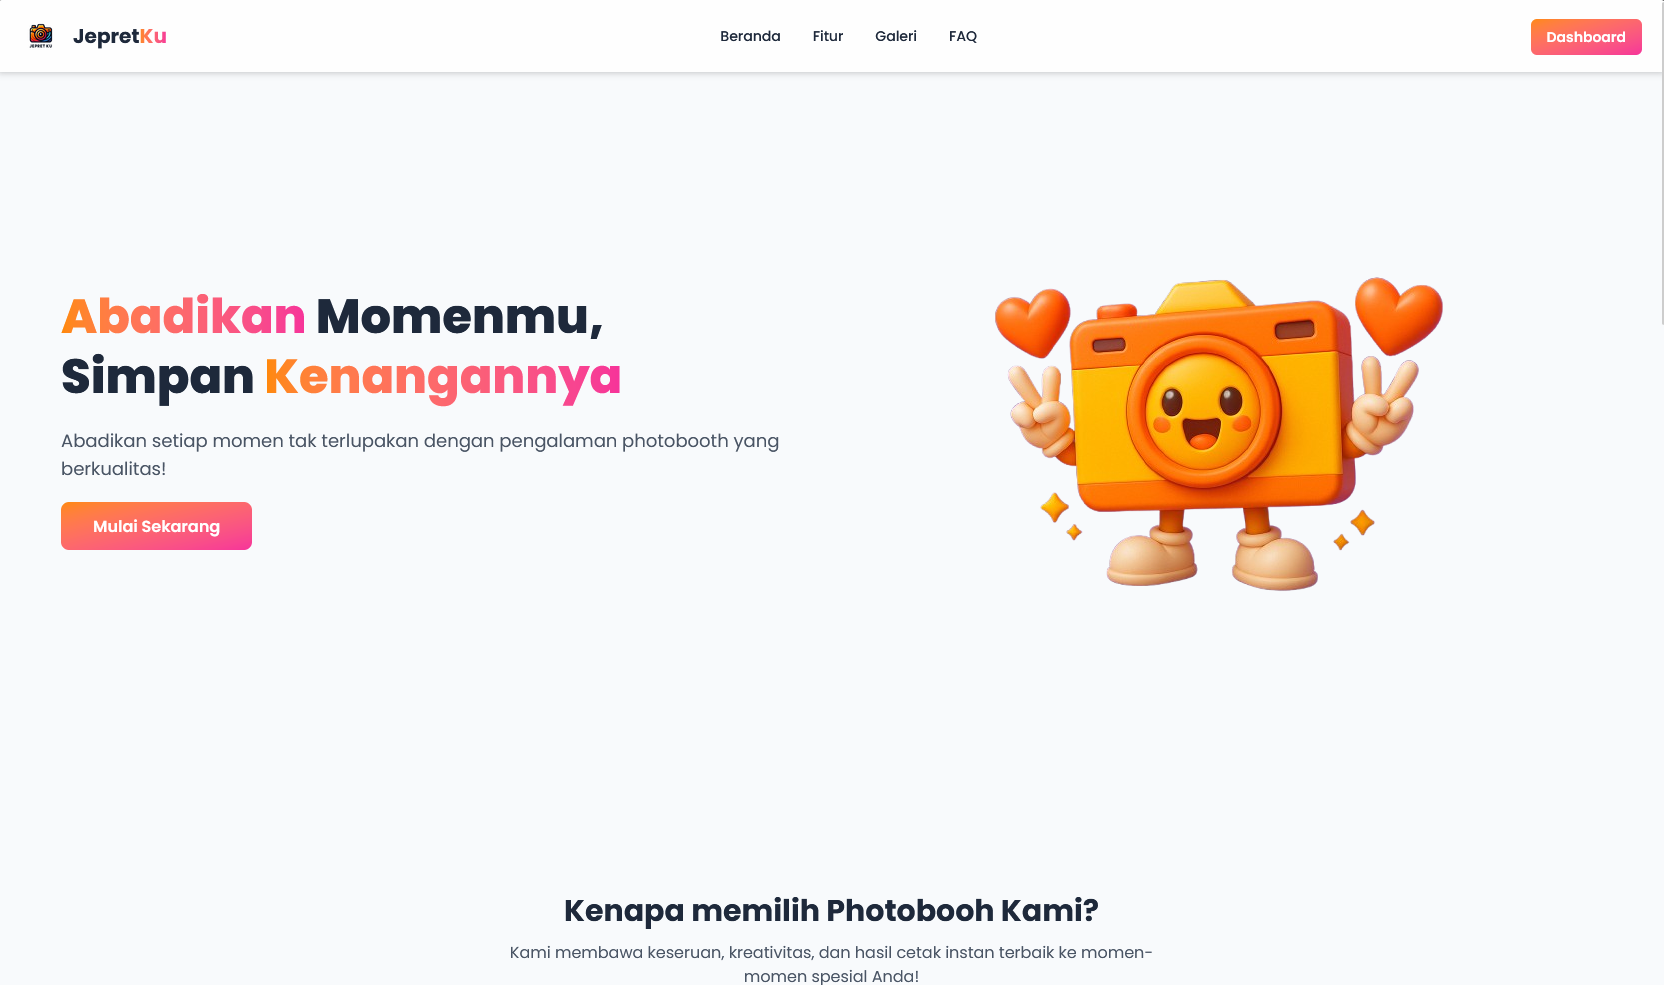 JEPRET KU
JepretKu
Beranda
Fitur
Galeri
FAQ
Dashboard
Abadikan Momenmu,
Simpan Kenangannya
Abadikan setiap momen tak terlupakan dengan pengalaman photobooth yang
berkualitas!
Mulai Sekarang
Kenapa memilih Photobooh Kami?
Kami membawa keseruan, kreativitas, dan hasil cetak instan terbaik ke momen-
momen spesial Anda!